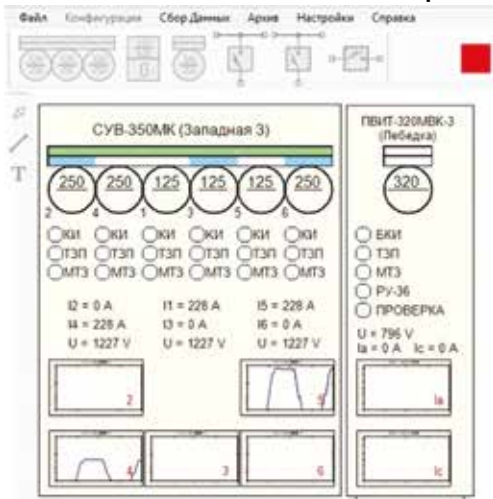 Файл Конфигурации Сбор Данных Архив Настройки Справка
T
СУВ-350МК (Западная 3)
250 250 125 125 125 250
2 4 1 3 5 6
КИ КИ КИ КИ КИ КИ
ТЗП ТЗП ТЗП ТЗП ТЗП ТЗП
МТЗ МТЗ МТЗ МТЗ МТЗ МТЗ
I2 = 0 A I1 = 228 A I5 = 228 A
I4 = 228 A I3 = 0 A I6 = 0 A
U = 1227 V U = 1227 V U = 1227 V
2 5
4 3 6
ПВИТ-320МВК-3
(Лебедка)
320
БКИ
ТЗП
МТЗ
РУ-36
ПРОВЕРКА
U = 796 V
Ia = 0 A Ic = 0 A
Ia
Ic